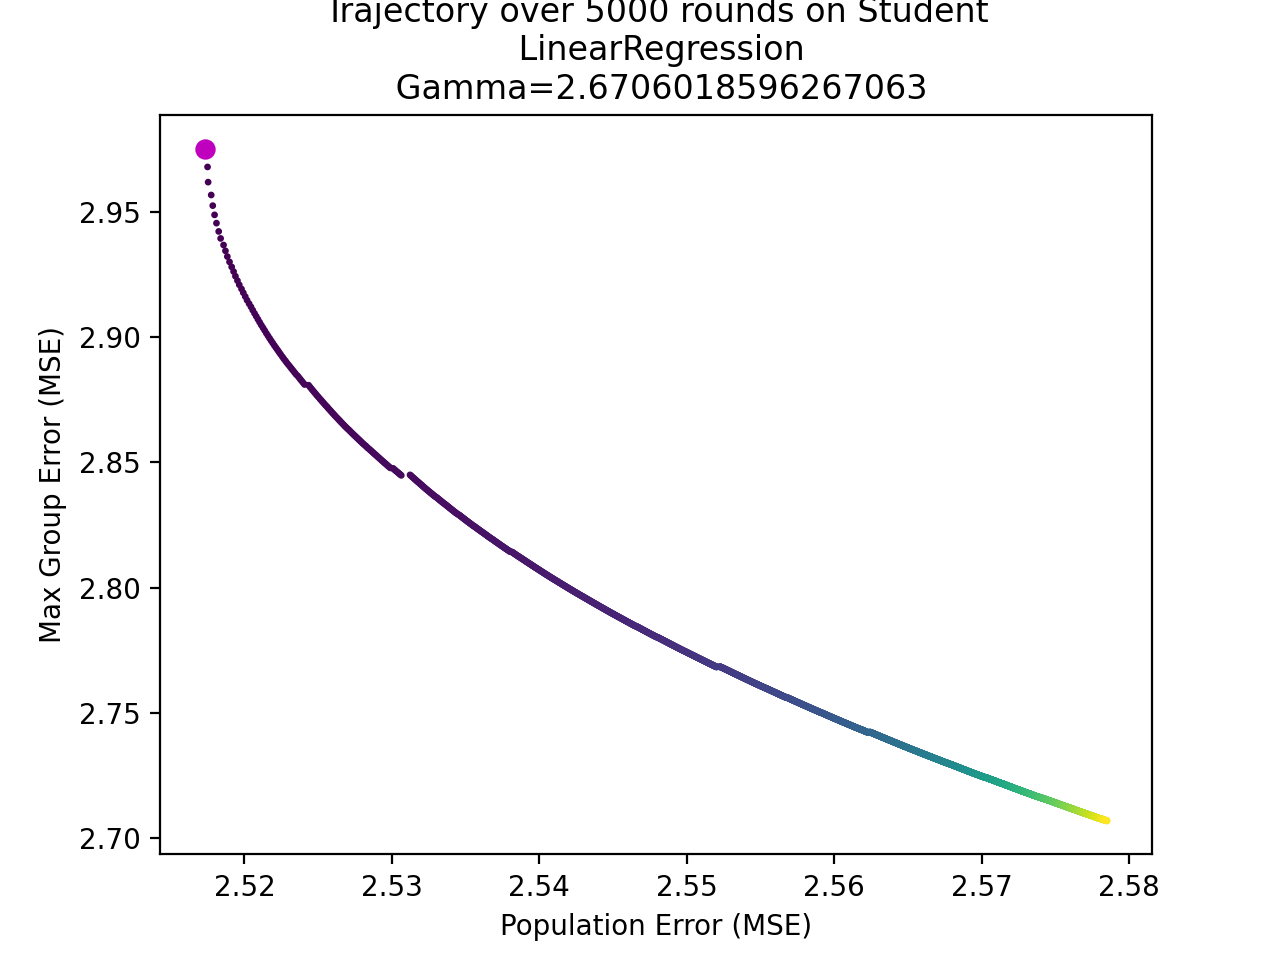 Trajectory over 5000 rounds on Student
LinearRegression
Gamma=2.6706018596267063
2.95
2.90
2.85
2.80
2.75
2.70
Max Group Error (MSE)
2.52 2.53 2.54 2.55 2.56 2.57 2.58
Population Error (MSE)